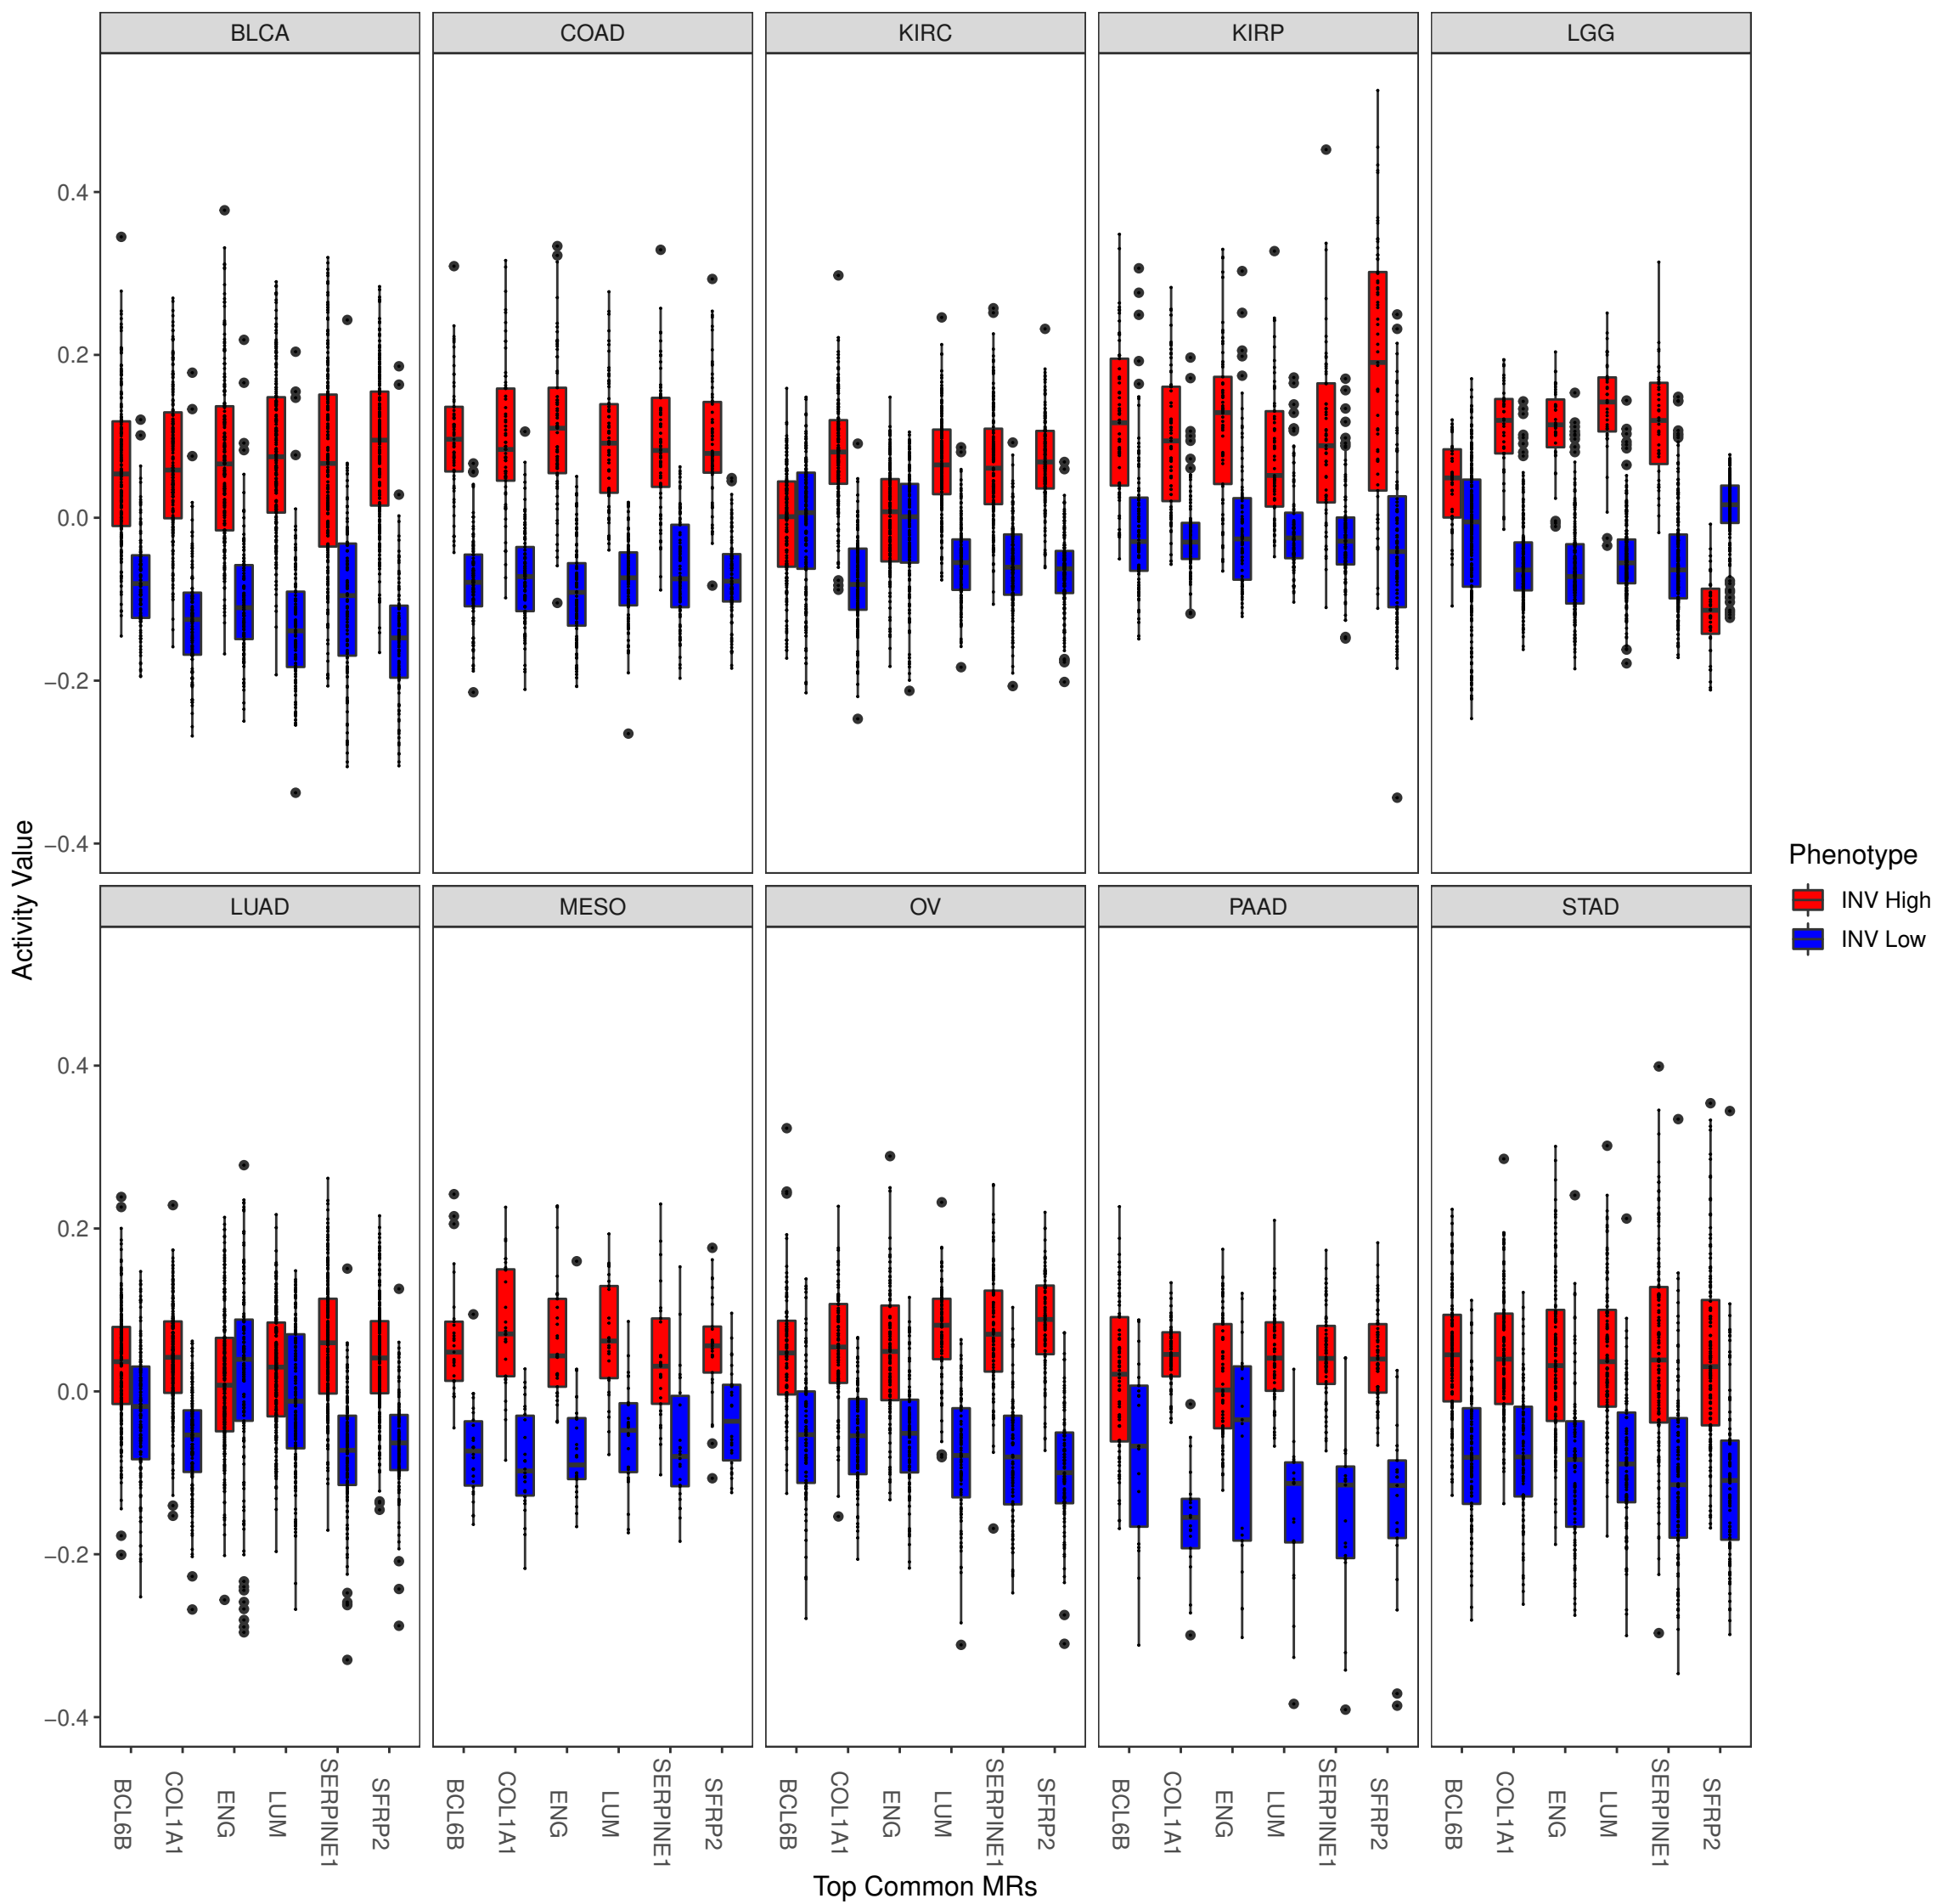 BLCA COAD KIRC KIRP LGG
0.4
0.2
0.0
−0.2
−0.4
LUAD MESO OV PAAD STAD
0.4
0.2
0.0
−0.2
−0.4
Activity Value
Phenotype
INV High
INV Low
BCL6B COL1A1 ENG LUM SERPINE1 SFRP2 BCL6B COL1A1 ENG LUM SERPINE1 SFRP2 BCL6B COL1A1 ENG LUM SERPINE1 SFRP2 BCL6B COL1A1 ENG LUM SERPINE1 SFRP2 BCL6B COL1A1 ENG LUM SERPINE1 SFRP2
Top Common MRs